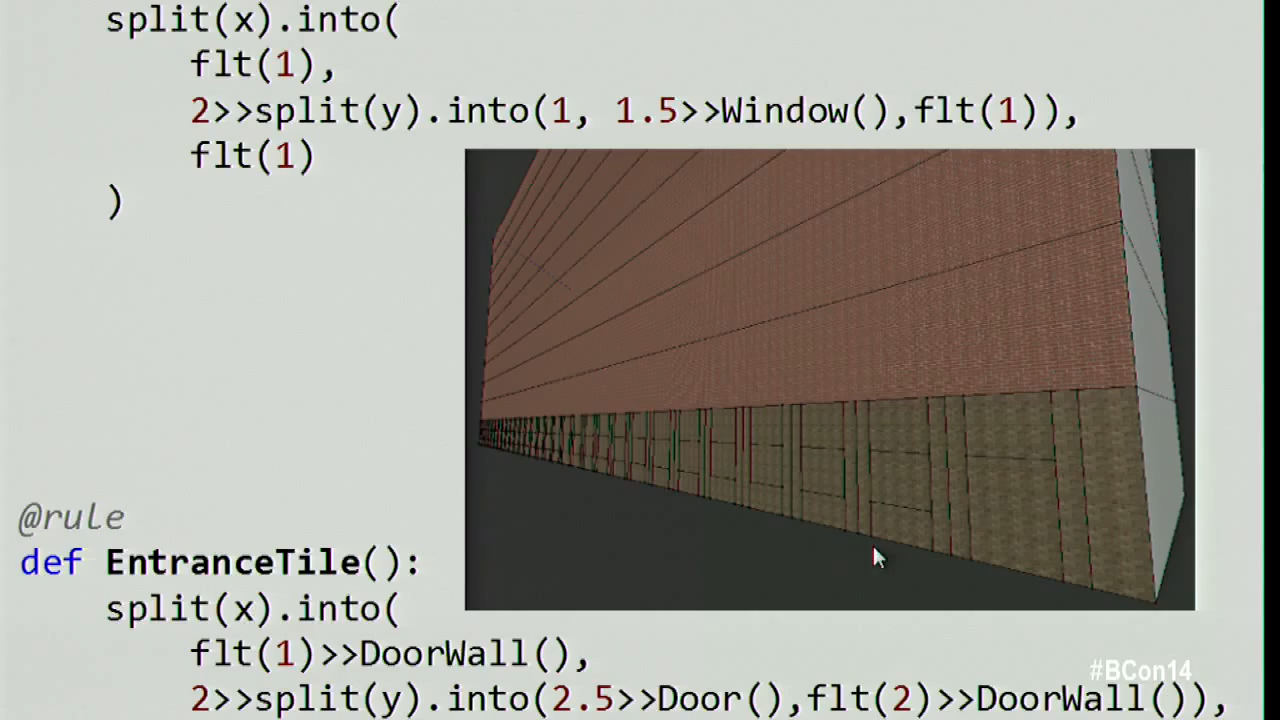 split(x).into(
flt(1),
2>>split(y).into(1, 1.5>>Window(),flt(1)),
flt(1)
)
@rule
def EntranceTile():
split(x).into(
flt(1)>>DoorWall(),
2>>split(y).into(2.5>>Door(),flt(2)>>DoorWall()),
#BCon14